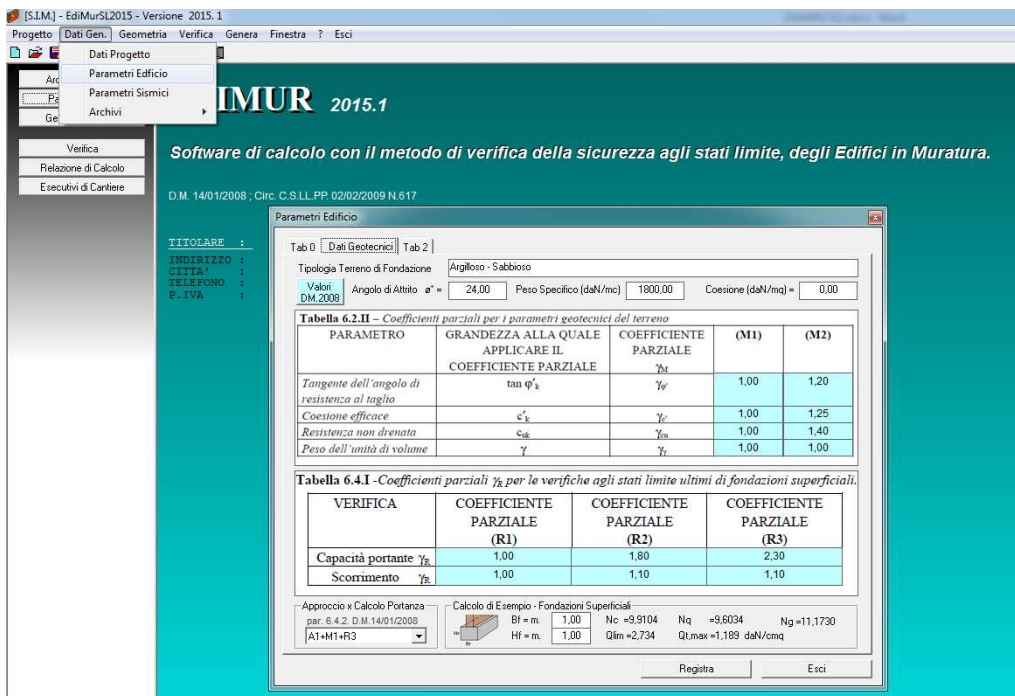 [S.I.M.] - EdiMurSL2015 - Versione 2015.1
Progetto Dati Gen. Geometria Verifica Genera Finestra ? Esci
Dati Progetto
Parametri Edficio
Parametri Sismici
Archivi
Verifica
Relazione di Calcolo
Esecutivi di Cantiere
IMUR 2015.1
Software di calcolo con il metodo di verifica della sicurezza agli stati limite, degli Edifici in Muratura.
D.M. 14/01/2008 ; Circ. C.S.LL.PP. 02/02/2009 N.617
TITOLARE :
INDIRIZZO :
CITTA' :
TELEFONO :
P.IVA :
Parametri Edificio
Tab 0 Dati Geotecnici Tab 2
Tipologia Terreno di Fondazione Argilloso - Sabbioso
Valori DM.2008 Angolo di Attrito ø° = 24,00 Peso Specifico (daN/mc) 1800,00 Coesione (daN/mq) = 0,00
Tabella 6.2.II – Coefficienti parziali per i parametri geotecnici del terreno
PARAMETRO GRANDEZZA ALLA QUALE APPLICARE IL COEFFICIENTE PARZIALE COEFFICIENTE PARZIALE γM (M1) (M2)
Tangente dell'angolo di resistenza al taglio tan φ'k γφ' 1,00 1,20
Coesione efficace c'k γc' 1,00 1,25
Resistenza non drenata cuk γcu 1,00 1,40
Peso dell'unità di volume γ γγ 1,00 1,00
Tabella 6.4.I -Coefficienti parziali γR per le verifiche agli stati limite ultimi di fondazioni superficiali.
VERIFICA COEFFICIENTE PARZIALE (R1) COEFFICIENTE PARZIALE (R2) COEFFICIENTE PARZIALE (R3)
Capacità portante γR 1,00 1,80 2,30
Scorrimento γR 1,00 1,10 1,10
Approccio x Calcolo Portanza
par. 6.4.2. D.M.14/01/2008
A1+M1+R3
Calcolo di Esempio - Fondazioni Superficiali
Bf = m. 1,00 Nc =9,9104 Nq =9,6034 Ng =11,1730
Hf = m. 1,00 Qlim =2,734 Qt,max =1,189 daN/cmq
Registra Esci